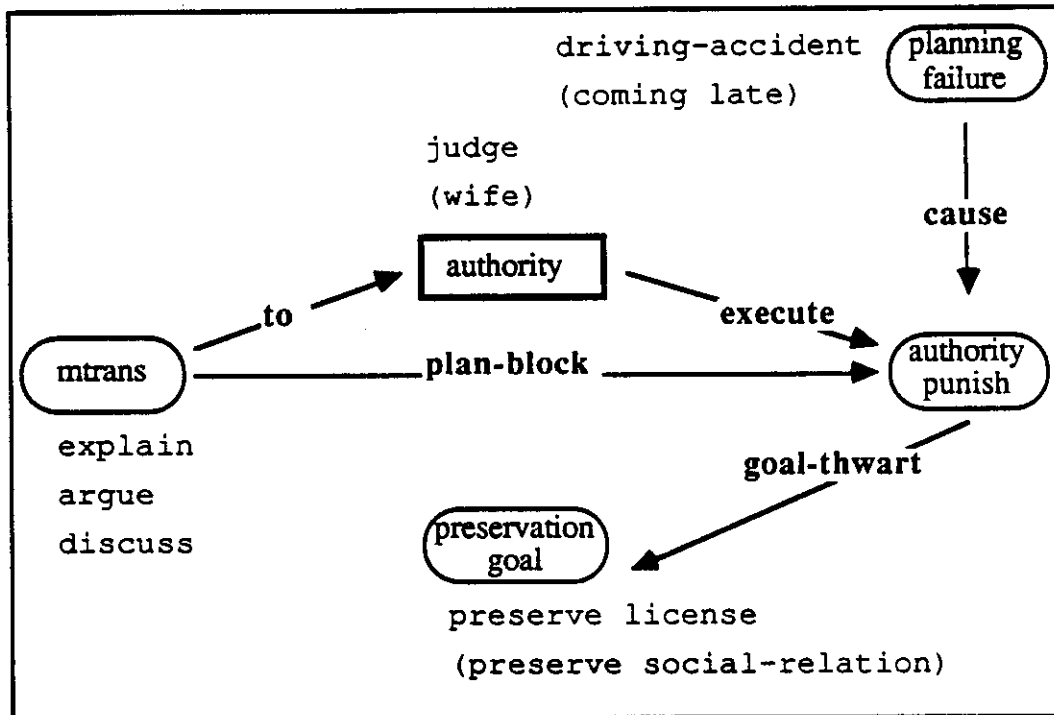 driving-accident
(coming late)
planning
failure
judge
(wife)
cause
authority
to
execute
mtrans
plan-block
authority
punish
explain
argue
discuss
goal-thwart
preservation
goal
preserve license
(preserve social-relation)